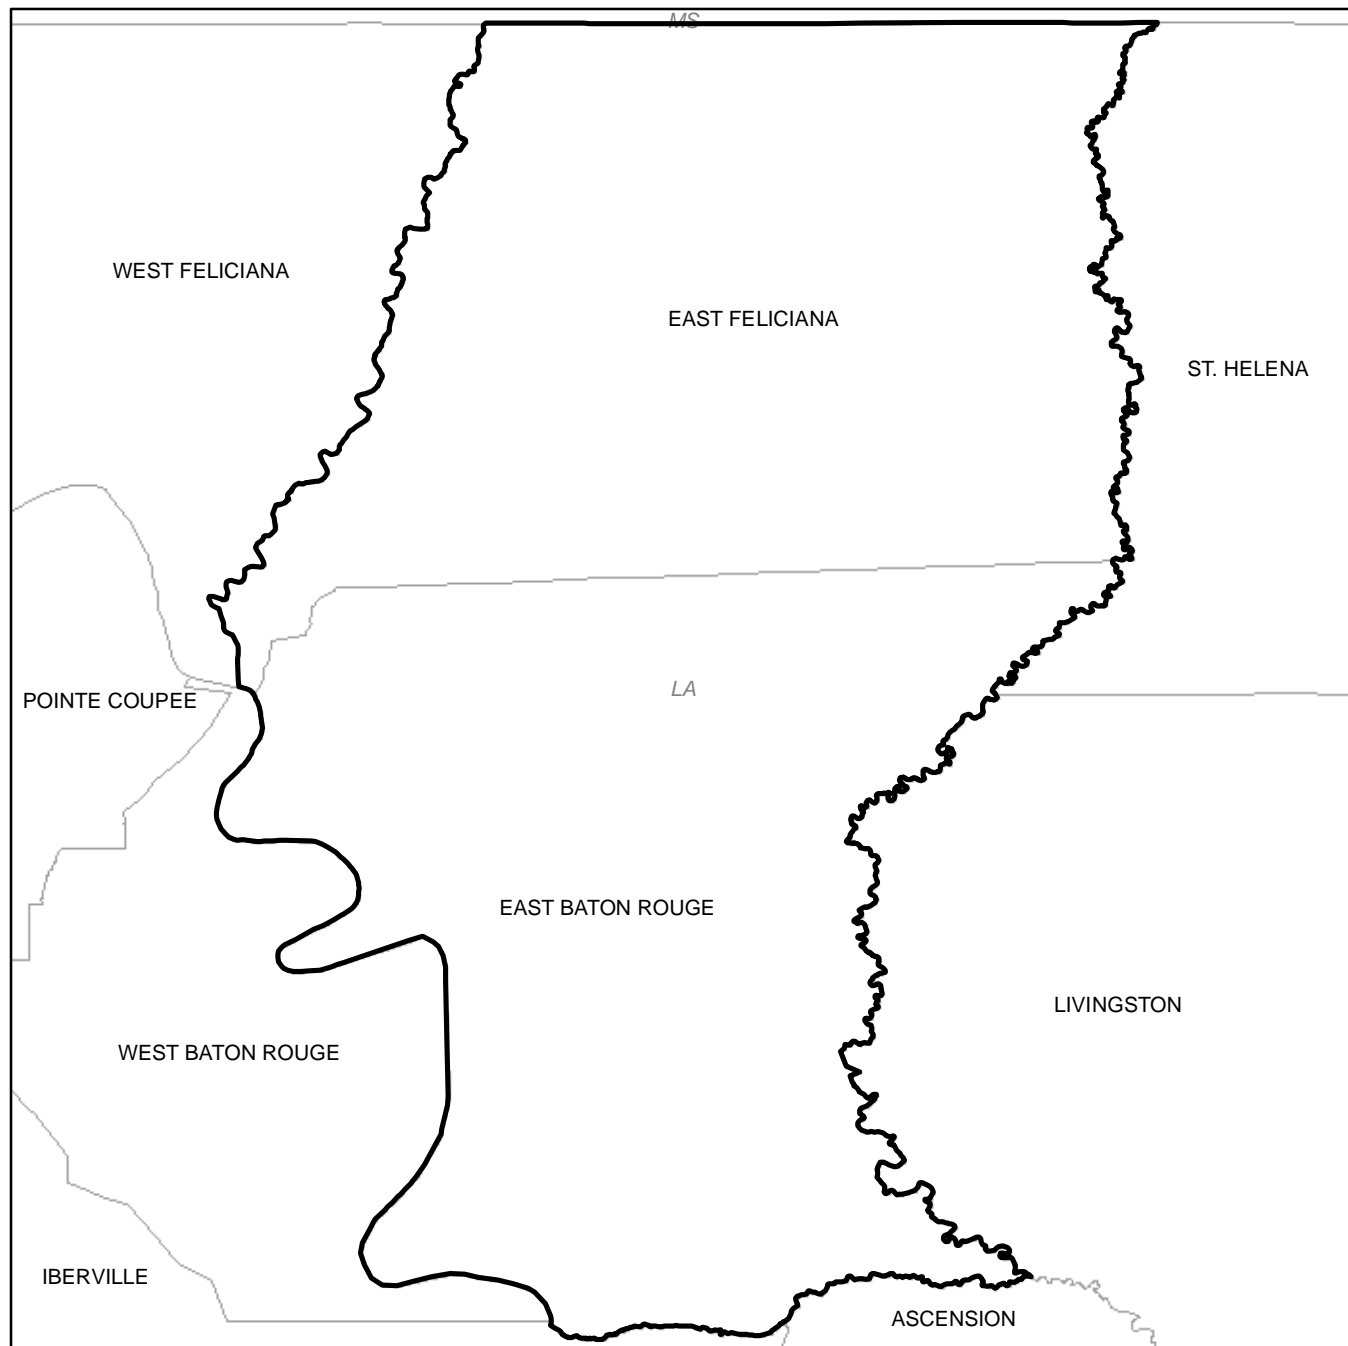 MS
WEST FELICIANA
EAST FELICIANA
ST. HELENA
POINTE COUPEE
LA
EAST BATON ROUGE
LIVINGSTON
WEST BATON ROUGE
IBERVILLE
ASCENSION